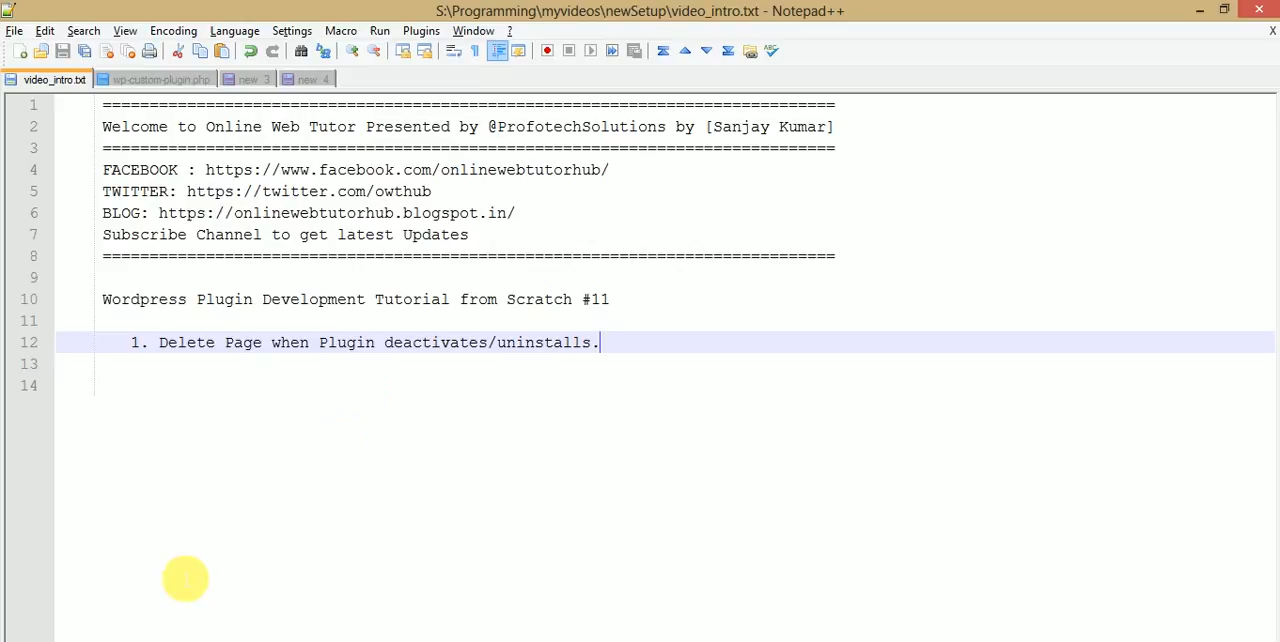 S:\Programming\myvideos\newSetup\video_intro.txt - Notepad++
File Edit Search View Encoding Language Settings Macro Run Plugins Window ? X
video_intro.txt wp-custom-plugin.php new 3 new 4
1 =============================================================================
2 Welcome to Online Web Tutor Presented by @ProfotechSolutions by [Sanjay Kumar]
3 =============================================================================
4 FACEBOOK : https://www.facebook.com/onlinewebtutorhub/
5 TWITTER: https://twitter.com/owthub
6 BLOG: https://onlinewebtutorhub.blogspot.in/
7 Subscribe Channel to get latest Updates
8 =============================================================================
9
10 Wordpress Plugin Development Tutorial from Scratch #11
11
12 1. Delete Page when Plugin deactivates/uninstalls.
13
14